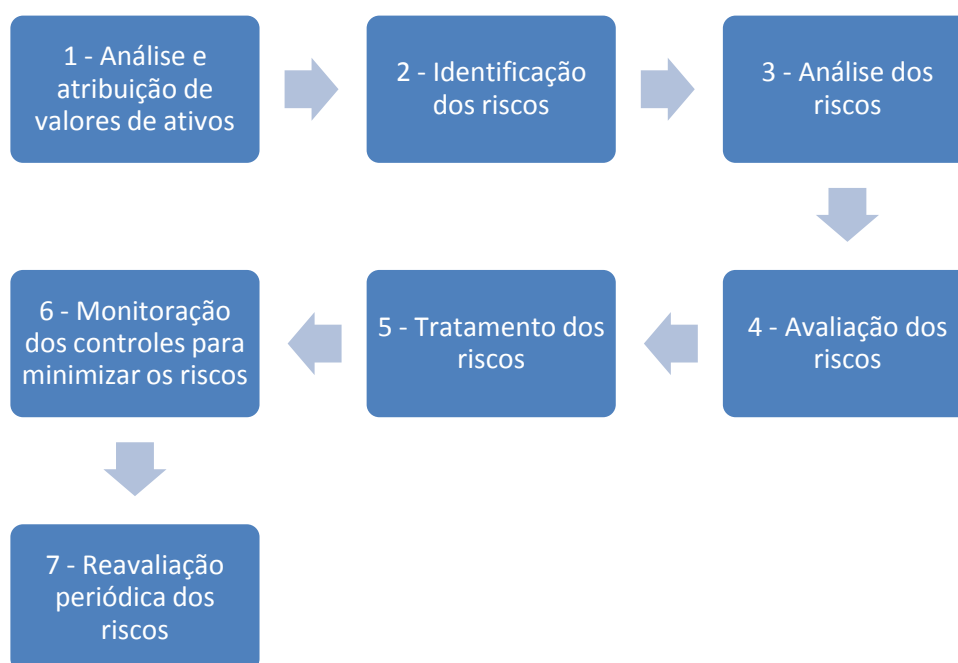 1 - Análise e
atribuição de
valores de ativos
2 - Identificação
dos riscos
3 - Análise dos
riscos
4 - Avaliação dos
riscos
5 - Tratamento dos
riscos
6 - Monitoração
dos controles para
minimizar os riscos
7 - Reavaliação
periódica dos
riscos